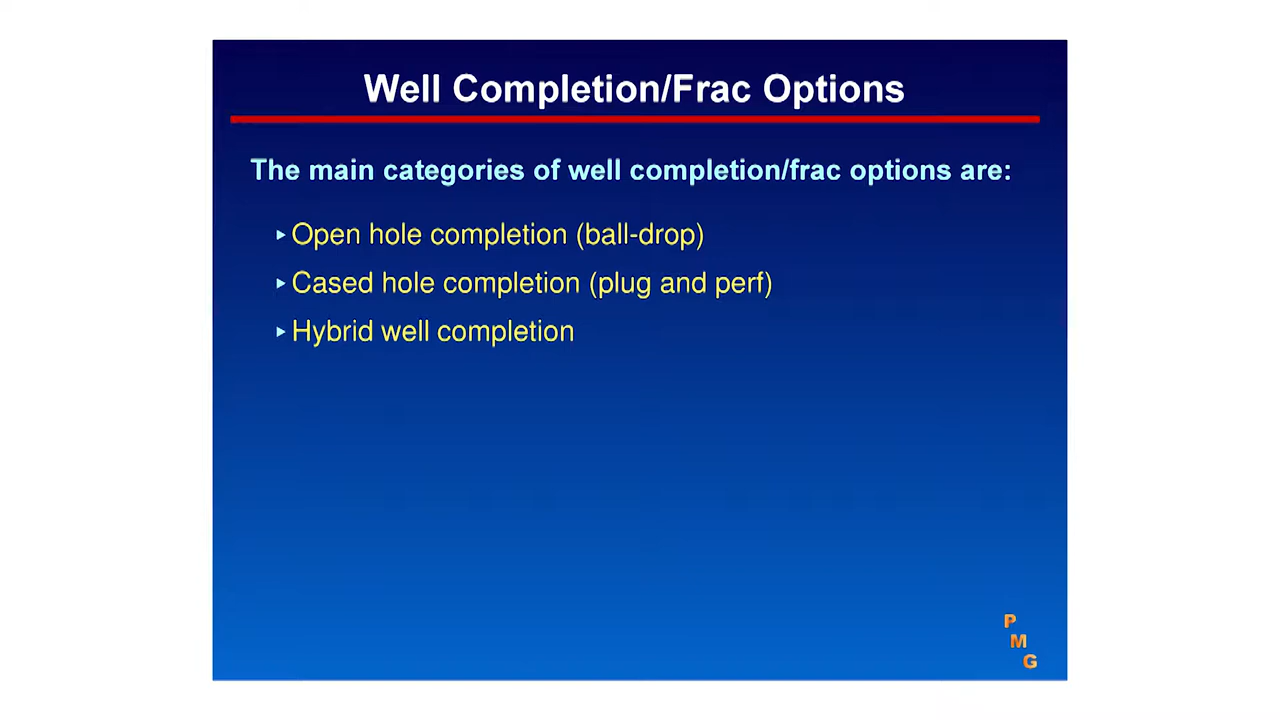 Well Completion/Frac Options
The main categories of well completion/frac options are:
▸Open hole completion (ball-drop)
▸Cased hole completion (plug and perf)
▸Hybrid well completion
P
M
G